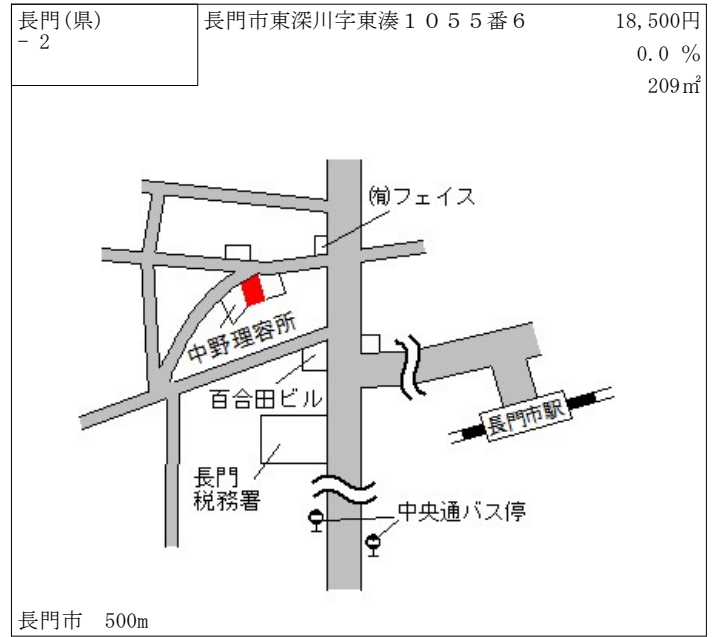 長門(県)
- 2
長門市東深川字東湊１０５５番６
18,500円
0.0 %
209㎡
㈲フェイス
中野理容所
百合田ビル
長門市駅
長門
税務署
中央通バス停
長門市 500m